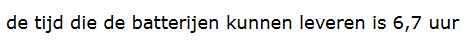 de tijd die de batterijen kunnen leveren is 6,7 uur